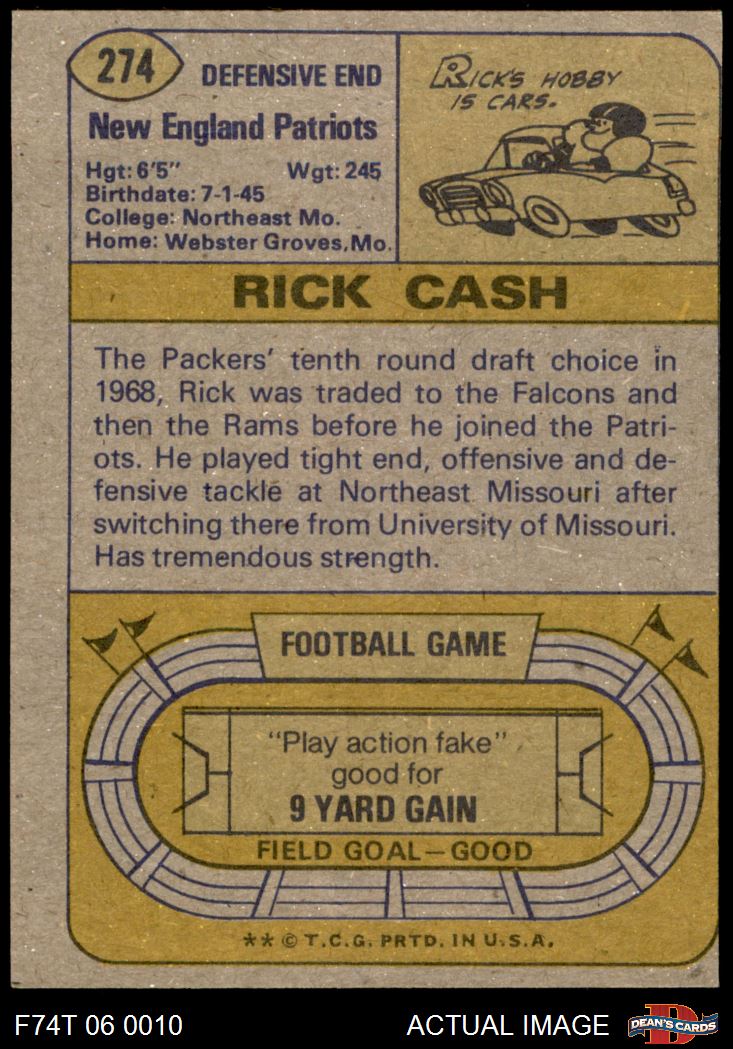 274
DEFENSIVE END
New England Patriots
Hgt: 6'5" Wgt: 245
Birthdate: 7-1-45
College: Northeast Mo.
Home: Webster Groves, Mo.
RICK'S HOBBY
IS CARS.
RICK CASH
The Packers' tenth round draft choice in
1968, Rick was traded to the Falcons and
then the Rams before he joined the Patri-
ots. He played tight end, offensive and de-
fensive tackle at Northeast Missouri after
switching there from University of Missouri.
Has tremendous strength.
FOOTBALL GAME
"Play action fake"
good for
9 YARD GAIN
FIELD GOAL—GOOD
** © T.C.G. PRTD. IN U.S.A.
F74T 06 0010
ACTUAL IMAGE
D
DEAN'S CARDS